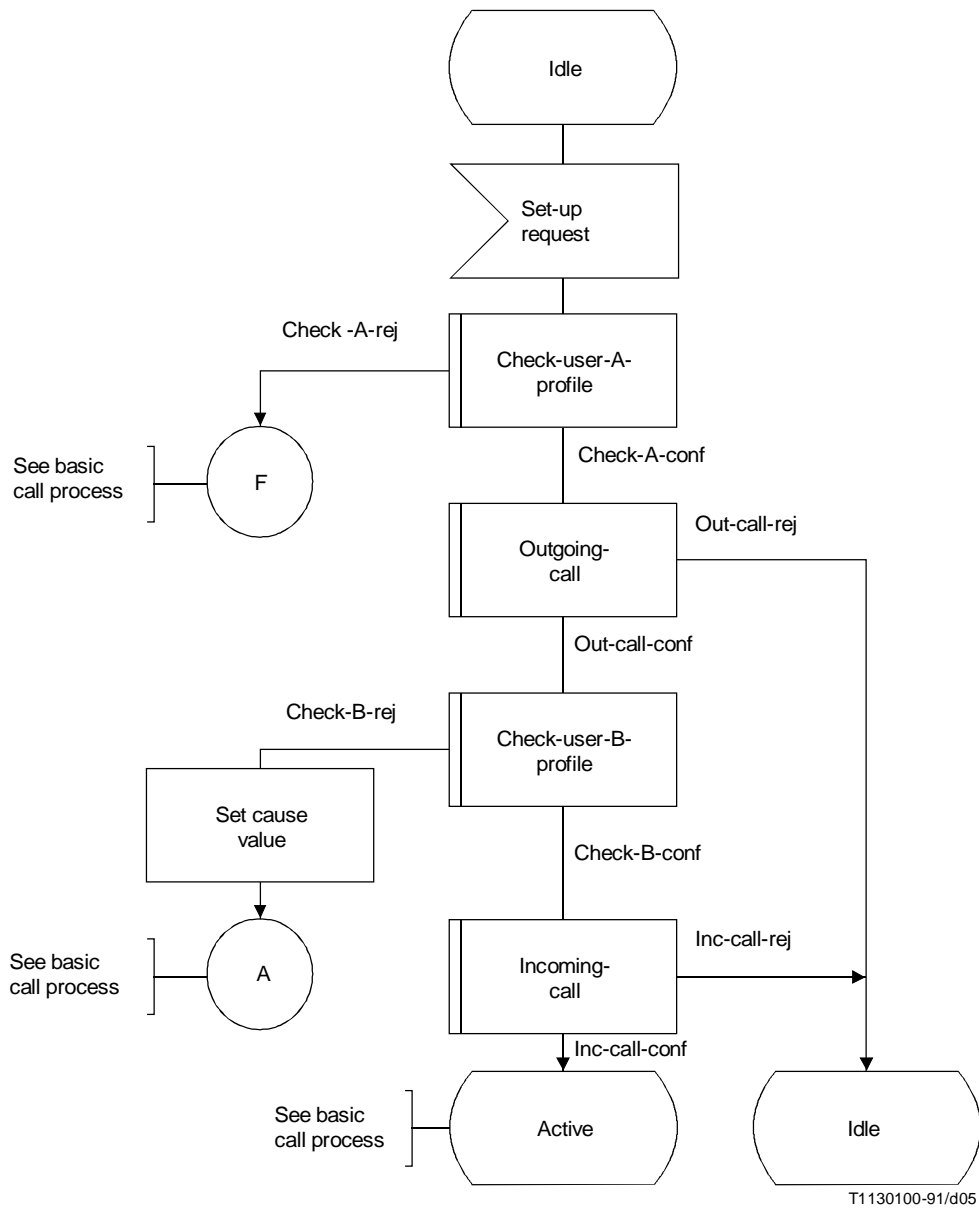 Idle
Set-up
request
Check -A-rej
Check-user-A-
profile
Check-A-conf
See basic
call process
F
Out-call-rej
Outgoing-
call
Out-call-conf
Check-B-rej
Check-user-B-
profile
Set cause
value
Check-B-conf
Inc-call-rej
See basic
call process
A
Incoming-
call
Inc-call-conf
See basic
call process
Active
Idle
T1130100-91/d05